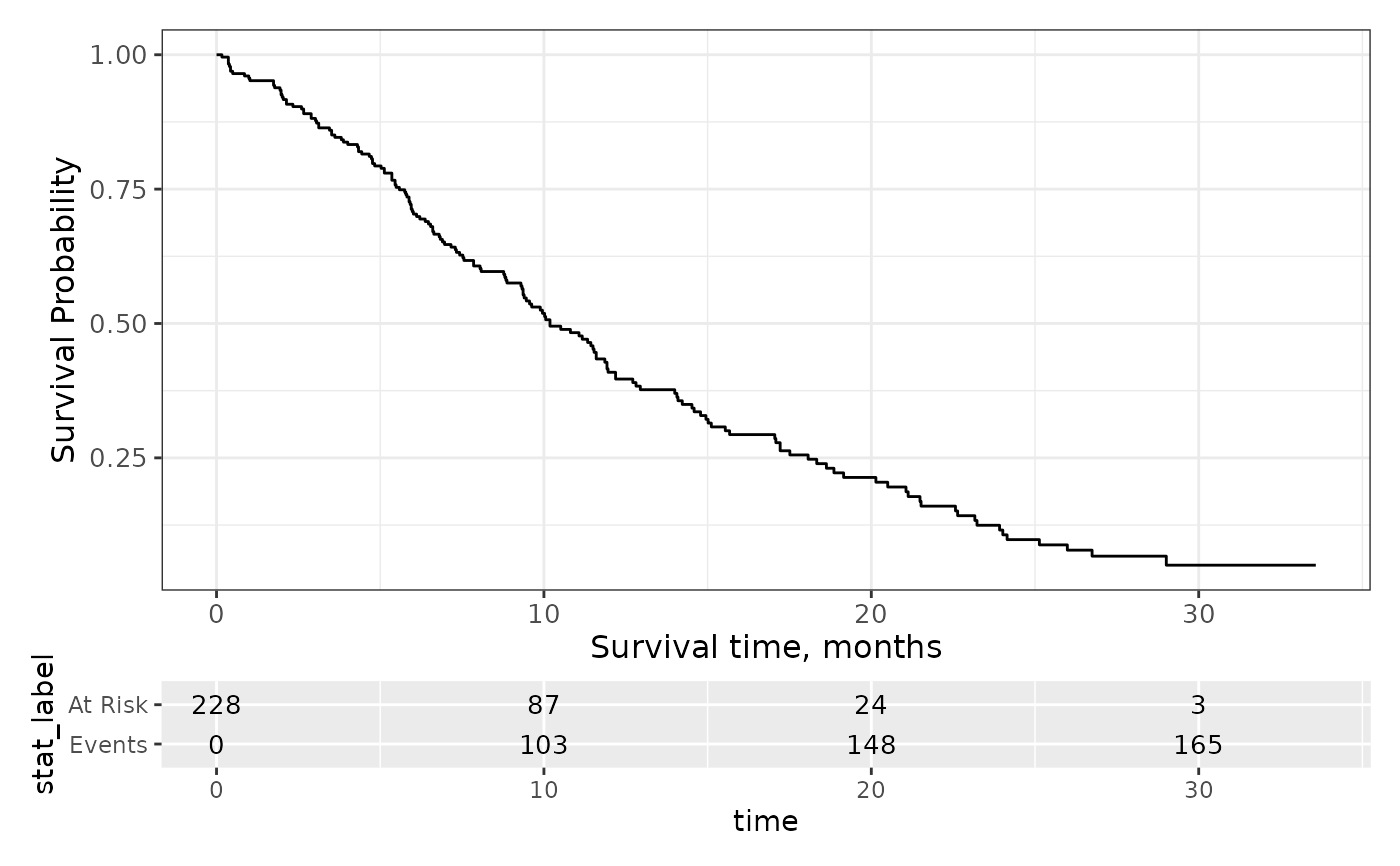 Survival Probability
1.00
0.75
0.50
0.25
0 10 20 30
Survival time, months
stat_label
At Risk 228 87 24 3
Events 0 103 148 165
0 10 20 30
time